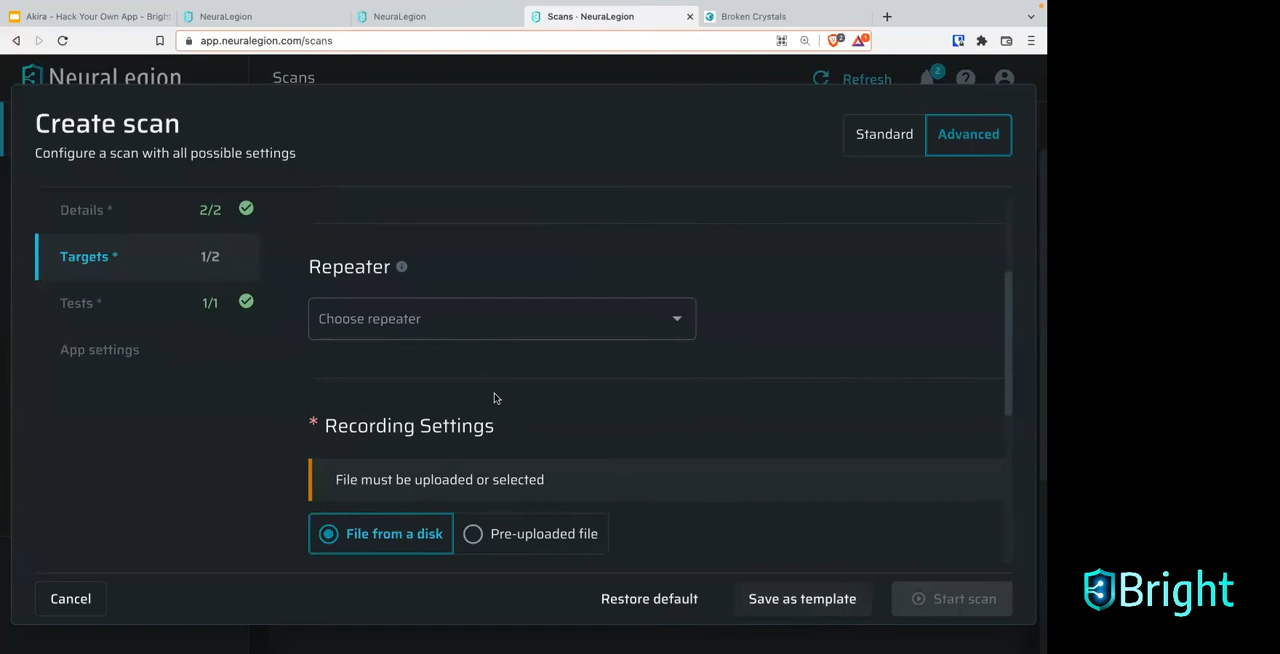 Akira - Hack Your Own App - Brigh
NeuraLegion
NeuraLegion
Scans · NeuraLegion
Broken Crystals
app.neuralegion.com/scans
2
1
NeuraLegion
Scans
Refresh
2
Create scan
Configure a scan with all possible settings
Standard
Advanced
Details * 2/2
Targets * 1/2
Tests * 1/1
App settings
Repeater
Choose repeater
* Recording Settings
File must be uploaded or selected
File from a disk
Pre-uploaded file
Cancel
Restore default
Save as template
Start scan
Bright